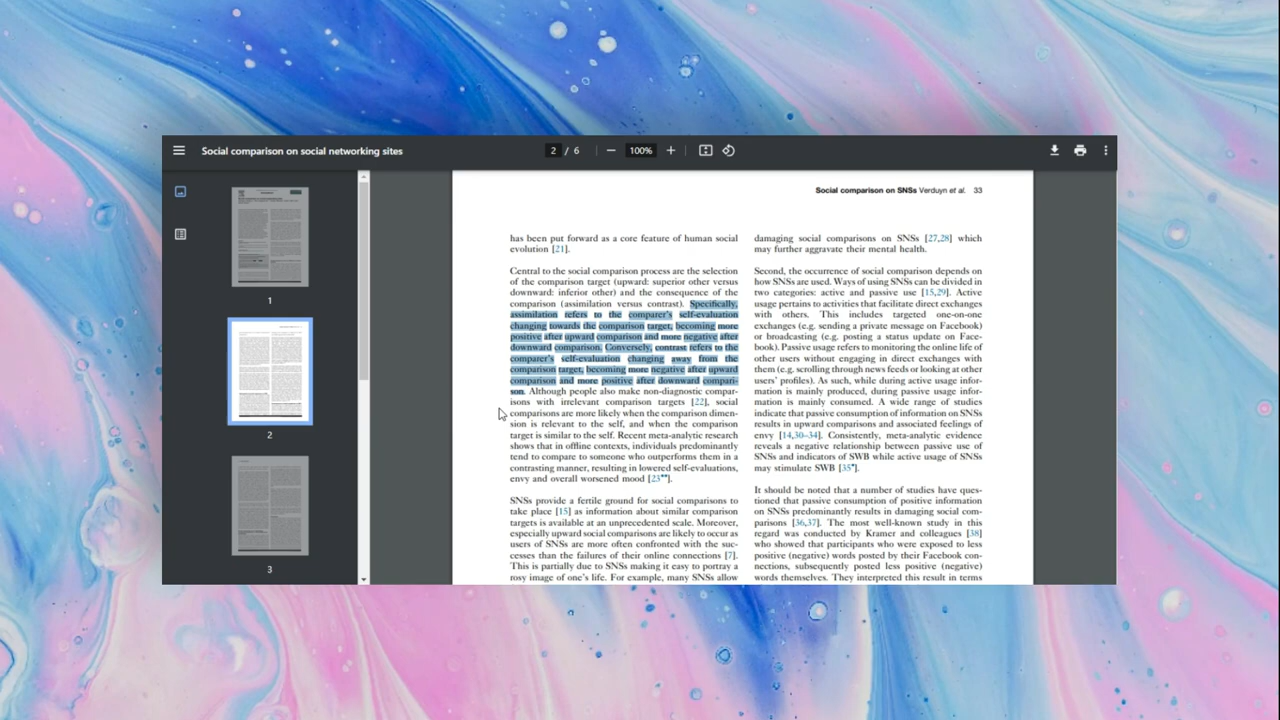 Social comparison on social networking sites
2 / 6
100%
1
2
3
Social comparison on SNSs Verduyn et al. 33
has been put forward as a core feature of human social
evolution [21].
Central to the social comparison process are the selection
of the comparison target (upward: superior other versus
downward: inferior other) and the consequence of the
comparison (assimilation versus contrast). Specifically,
assimilation refers to the comparer's self-evaluation
changing towards the comparison target, becoming more
positive after upward comparison and more negative after
downward comparison. Conversely, contrast refers to the
comparer's self-evaluation changing away from the
comparison target, becoming more negative after upward
comparison and more positive after downward compari-
son. Although people also make non-diagnostic compar-
isons with irrelevant comparison targets [22], social
comparisons are more likely when the comparison dimen-
sion is relevant to the self, and when the comparison
target is similar to the self. Recent meta-analytic research
shows that in offline contexts, individuals predominantly
tend to compare to someone who outperforms them in a
contrasting manner, resulting in lowered self-evaluations,
envy and overall worsened mood [23••].
SNSs provide a fertile ground for social comparisons to
take place [15] as information about similar comparison
targets is available at an unprecedented scale. Moreover,
especially upward social comparisons are likely to occur as
users of SNSs are more often confronted with the suc-
cesses than the failures of their online connections [7].
This is partially due to SNSs making it easy to portray a
rosy image of one's life. For example, many SNSs allow
damaging social comparisons on SNSs [27,28] which
may further aggravate their mental health.
Second, the occurrence of social comparison depends on
how SNSs are used. Ways of using SNSs can be divided in
two categories: active and passive use [15,29]. Active
usage pertains to activities that facilitate direct exchanges
with others. This includes targeted one-on-one
exchanges (e.g. sending a private message on Facebook)
or broadcasting (e.g. posting a status update on Face-
book). Passive usage refers to monitoring the online life of
other users without engaging in direct exchanges with
them (e.g. scrolling through news feeds or looking at other
users' profiles). As such, while during active usage infor-
mation is mainly produced, during passive usage infor-
mation is mainly consumed. A wide range of studies
indicate that passive consumption of information on SNSs
results in upward comparisons and associated feelings of
envy [14,30–34]. Consistently, meta-analytic evidence
reveals a negative relationship between passive use of
SNSs and indicators of SWB while active usage of SNSs
may stimulate SWB [35•].
It should be noted that a number of studies have ques-
tioned that passive consumption of positive information
on SNSs predominantly results in damaging social com-
parisons [36,37]. The most well-known study in this
regard was conducted by Kramer and colleagues [38]
who showed that participants who were exposed to less
positive (negative) words posted by their Facebook con-
nections, subsequently posted less positive (negative)
words themselves. They interpreted this result in terms